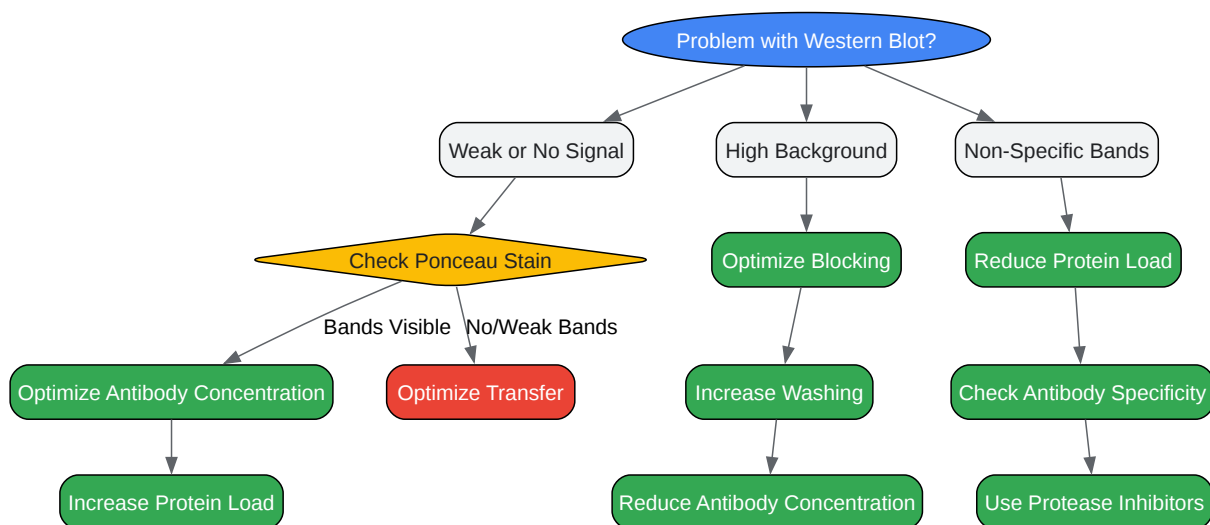 Problem with Western Blot?
Weak or No Signal
High Background
Non-Specific Bands
Check Ponceau Stain
Optimize Blocking
Reduce Protein Load
Bands Visible
No/Weak Bands
Optimize Antibody Concentration
Optimize Transfer
Increase Washing
Check Antibody Specificity
Increase Protein Load
Reduce Antibody Concentration
Use Protease Inhibitors